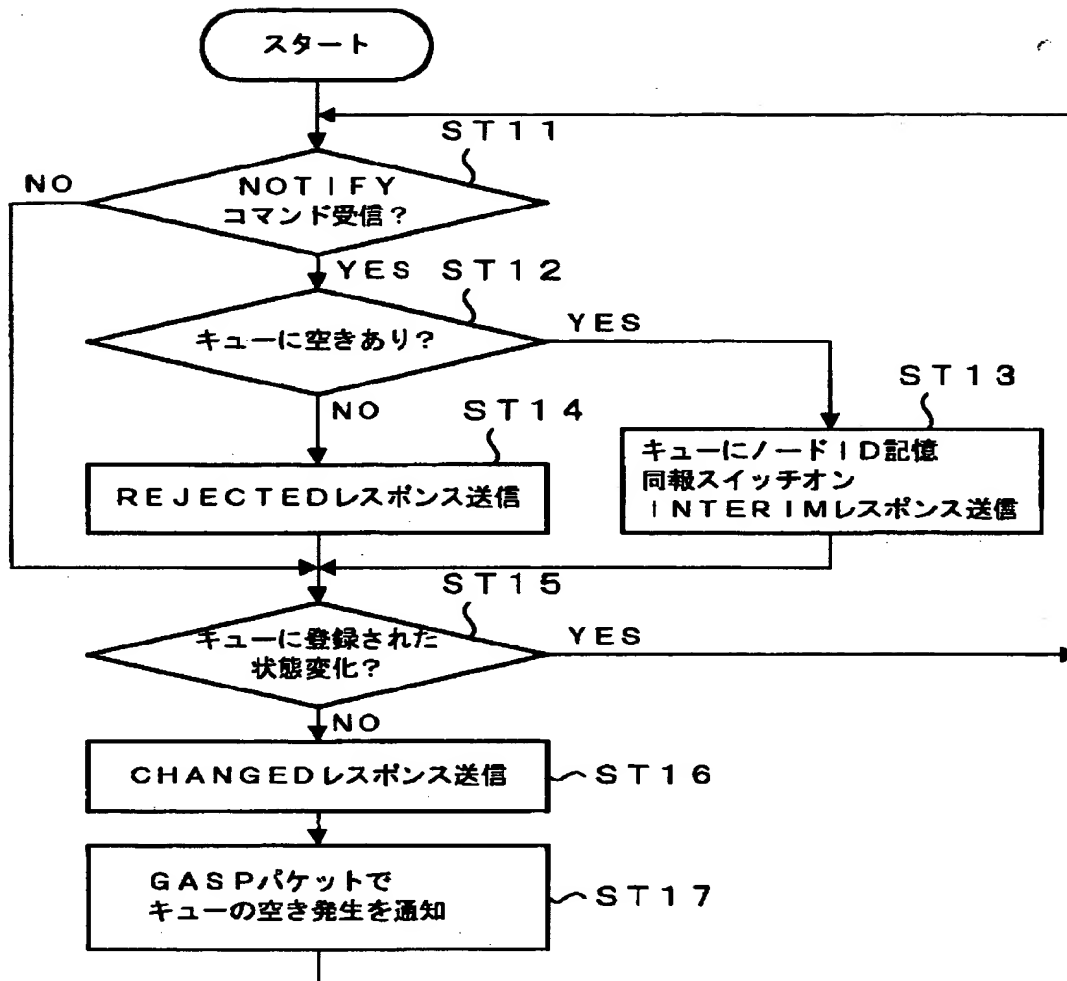 スタート
ST11
NO
NOTIFY
コマンド受信？
YES
ST12
キューに空きあり？
YES
ST13
NO
ST14
キューにノードID記憶
同報スイッチオン
INTERIMレスポンス送信
REJECTEDレスポンス送信
ST15
キューに登録された
状態変化？
YES
NO
CHANGEDレスポンス送信
ST16
GASPパケットで
キューの空き発生を通知
ST17